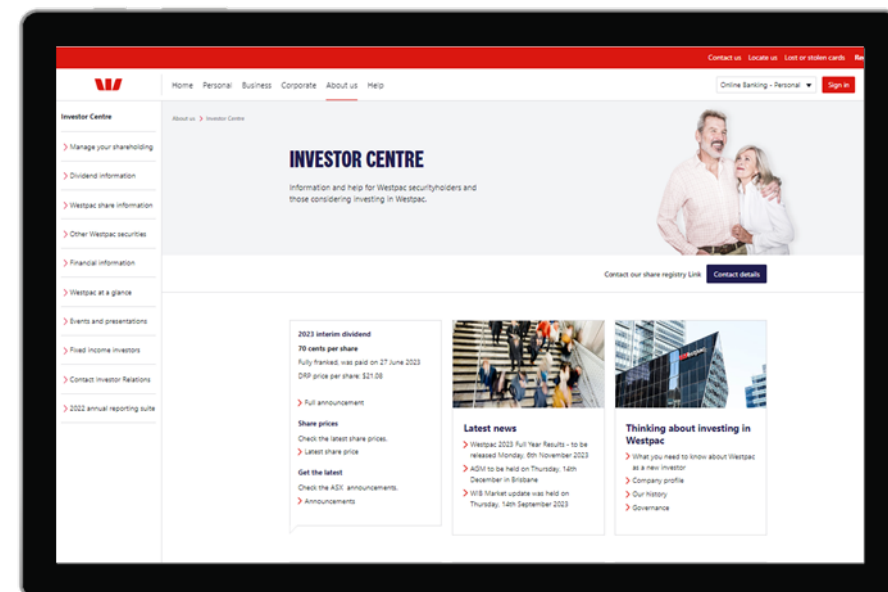 Contact us Locate us Lost or stolen cards
Home Personal Business Corporate About us Help
Online Banking - Personal
Sign in
Investor Centre
Manage your shareholding
Dividend information
Westpac share information
Other Westpac securities
Financial information
Westpac at a glance
Events and presentations
Fixed income investors
Contact Investor Relations
2022 annual reporting suite
About us Investor Centre
INVESTOR CENTRE
Information and help for Westpac securityholders and
those considering investing in Westpac.
Contact our share registry Link
Contact details
2023 interim dividend
70 cents per share
Fully franked, was paid on 27 June 2023
DRP price per share: $21.08
Full announcement
Share prices
Check the latest share prices.
Latest share price
Get the latest
Check the ASX announcements.
Announcements
Latest news
Westpac 2023 Full Year Results - to be
released Monday, 6th November 2023
AGM to be held on Thursday, 14th
December in Brisbane
WIB Market update was held on
Thursday, 14th September 2023
Westpac
Thinking about investing in
Westpac
What you need to know about Westpac
as a new investor
Company profile
Our history
Governance